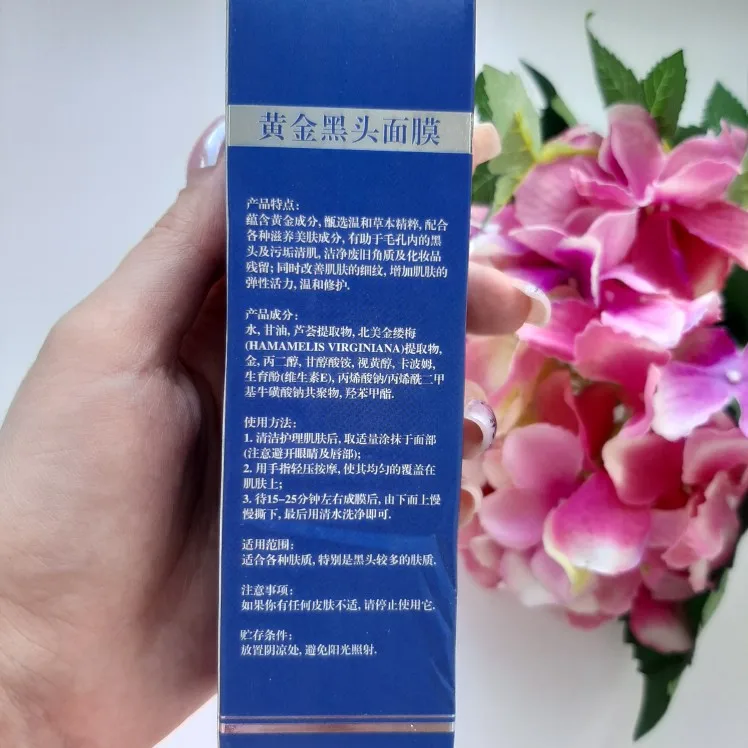 黄金黑头面膜
产品特点:
蕴含黄金成分, 甄选温和草本精粹, 配合
各种滋养美肤成分, 有助于毛孔内的黑
头及污垢清肌, 洁净废旧角质及化妆品
残留; 同时改善肌肤的细纹, 增加肌肤的
弹性活力, 温和修护.
产品成分:
水, 甘油, 芦荟提取物, 北美金缕梅
(HAMAMELIS VIRGINIANA)提取物,
金, 丙二醇, 甘醇酸铵, 视黄醇, 卡波姆,
生育酚(维生素E), 丙烯酸钠/丙烯酰二甲
基牛磺酸钠共聚物, 羟苯甲酯.
使用方法:
1. 清洁护理肌肤后, 取适量涂抹于面部
(注意避开眼睛及唇部);
2. 用手指轻压按摩, 使其均匀的覆盖在
肌肤上;
3. 待15-25分钟左右成膜后, 由下而上慢
慢撕下, 最后用清水洗净即可.
适用范围:
适合各种肤质, 特别是黑头较多的肤质.
注意事项:
如果你有任何皮肤不适, 请停止使用它.
贮存条件:
放置阴凉处, 避免阳光照射.